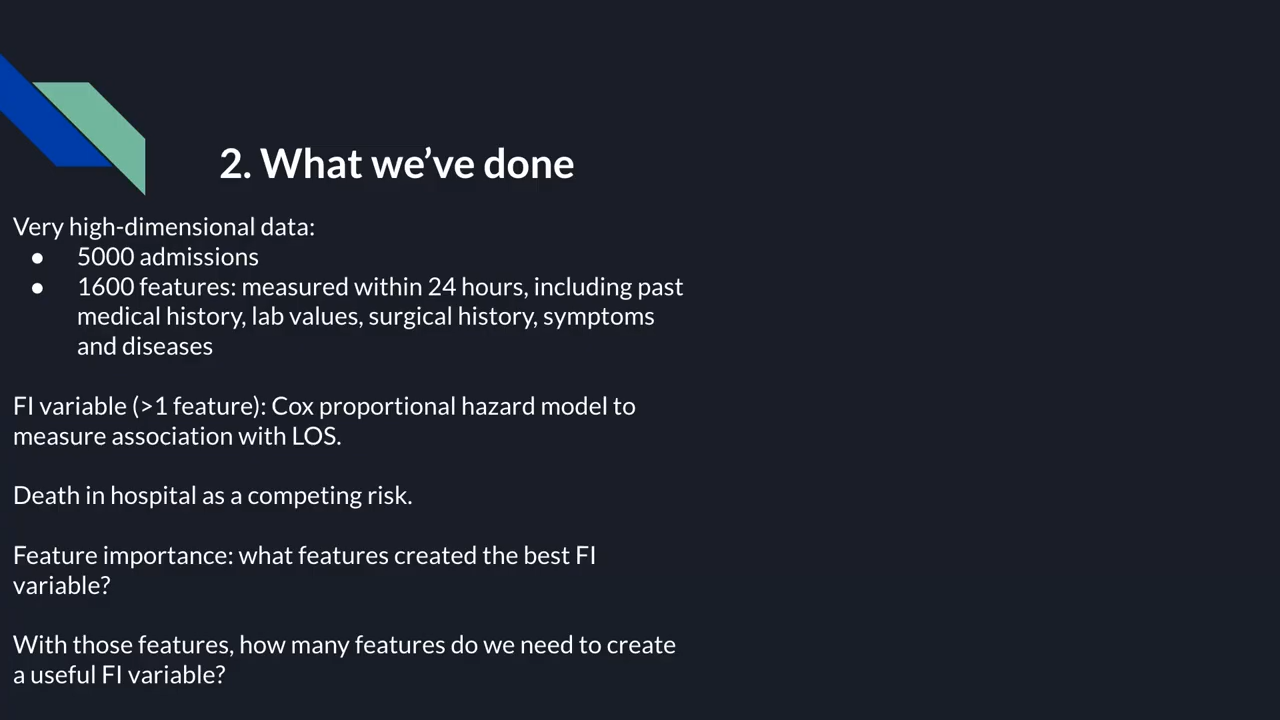 2. What we’ve done
Very high-dimensional data:
● 5000 admissions
● 1600 features: measured within 24 hours, including past
medical history, lab values, surgical history, symptoms
and diseases
FI variable (>1 feature): Cox proportional hazard model to
measure association with LOS.
Death in hospital as a competing risk.
Feature importance: what features created the best FI
variable?
With those features, how many features do we need to create
a useful FI variable?